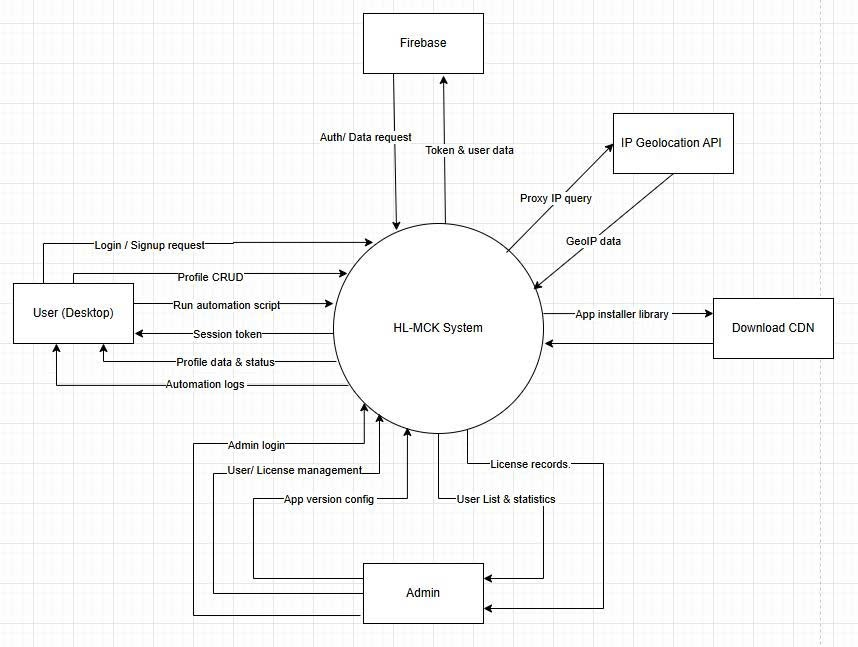 Firebase
Auth/ Data request
Token & user data
IP Geolocation API
Proxy IP query
GeoIP data
Login / Signup request
Profile CRUD
User (Desktop)
Run automation script
Session token
Profile data & status
Automation logs
HL-MCK System
App installer library
Download CDN
Admin login
User/ License management
App version config
License records.
User List & statistics
Admin